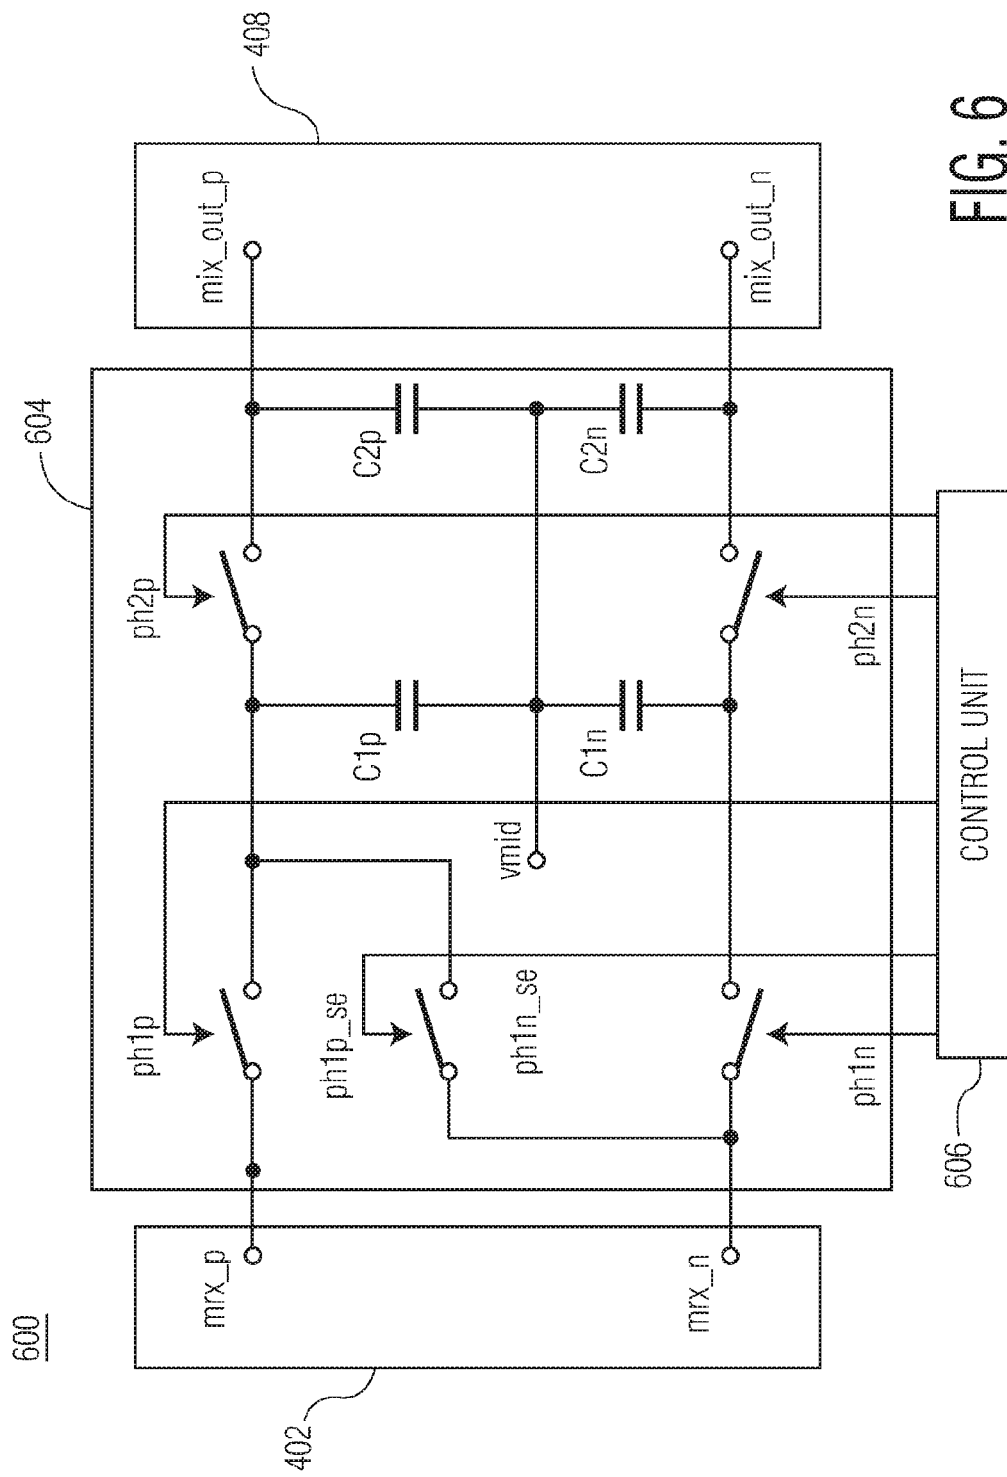 600
402
mrx_p
mrx_n
604
ph1p
ph1p_se
ph1n_se
ph1n
vmid
C1p
C1n
ph2p
ph2n
C2p
C2n
408
mix_out_p
mix_out_n
606
CONTROL UNIT
FIG. 6